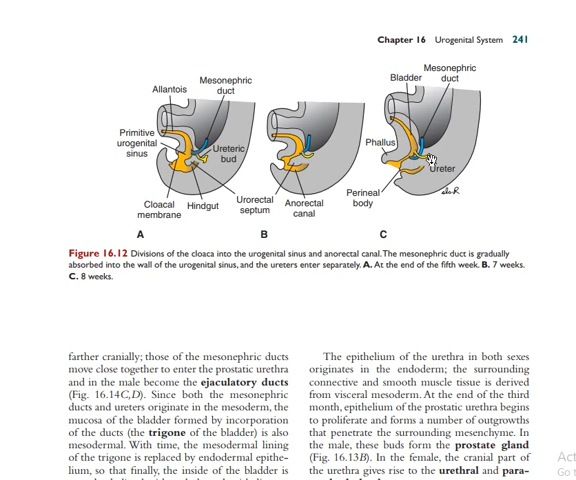 Chapter 16 Urogenital System 241
Allantois
Mesonephric
duct
Primitive
urogenital
sinus
Ureteric
bud
Cloacal
membrane
Hindgut
Urorectal
septum
Anorectal
canal
Bladder
Mesonephric
duct
Phallus
Ureter
Perineal
body
A
B
C
Figure 16.12 Divisions of the cloaca into the urogenital sinus and anorectal canal. The mesonephric duct is gradually
absorbed into the wall of the urogenital sinus, and the ureters enter separately. A. At the end of the fifth week. B. 7 weeks.
C. 8 weeks.
farther cranially; those of the mesonephric ducts
move close together to enter the prostatic urethra
and in the male become the ejaculatory ducts
(Fig. 16.14C,D). Since both the mesonephric
ducts and ureters originate in the mesoderm, the
mucosa of the bladder formed by incorporation
of the ducts (the trigone of the bladder) is also
mesodermal. With time, the mesodermal lining
of the trigone is replaced by endodermal epithe-
lium, so that finally, the inside of the bladder is
The epithelium of the urethra in both sexes
originates in the endoderm; the surrounding
connective and smooth muscle tissue is derived
from visceral mesoderm. At the end of the third
month, epithelium of the prostatic urethra begins
to proliferate and forms a number of outgrowths
that penetrate the surrounding mesenchyme. In
the male, these buds form the prostate gland
(Fig. 16.13B). In the female, the cranial part of
the urethra gives rise to the urethral and para-
Act
Go t